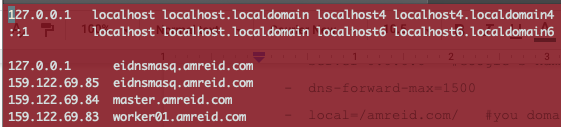 127.0.0.1   localhost localhost.localdomain localhost4 localhost4.localdomain4
::1         localhost localhost.localdomain localhost6 localhost6.localdomain6
127.0.0.1     eidnsmasq.amreid.com
159.122.69.85  eidnsmasq.amreid.com
159.122.69.84  master.amreid.com
- dns-forward-max=1500
159.122.69.83  worker01.amreid.com
- local=/amreid.com/   #you doma